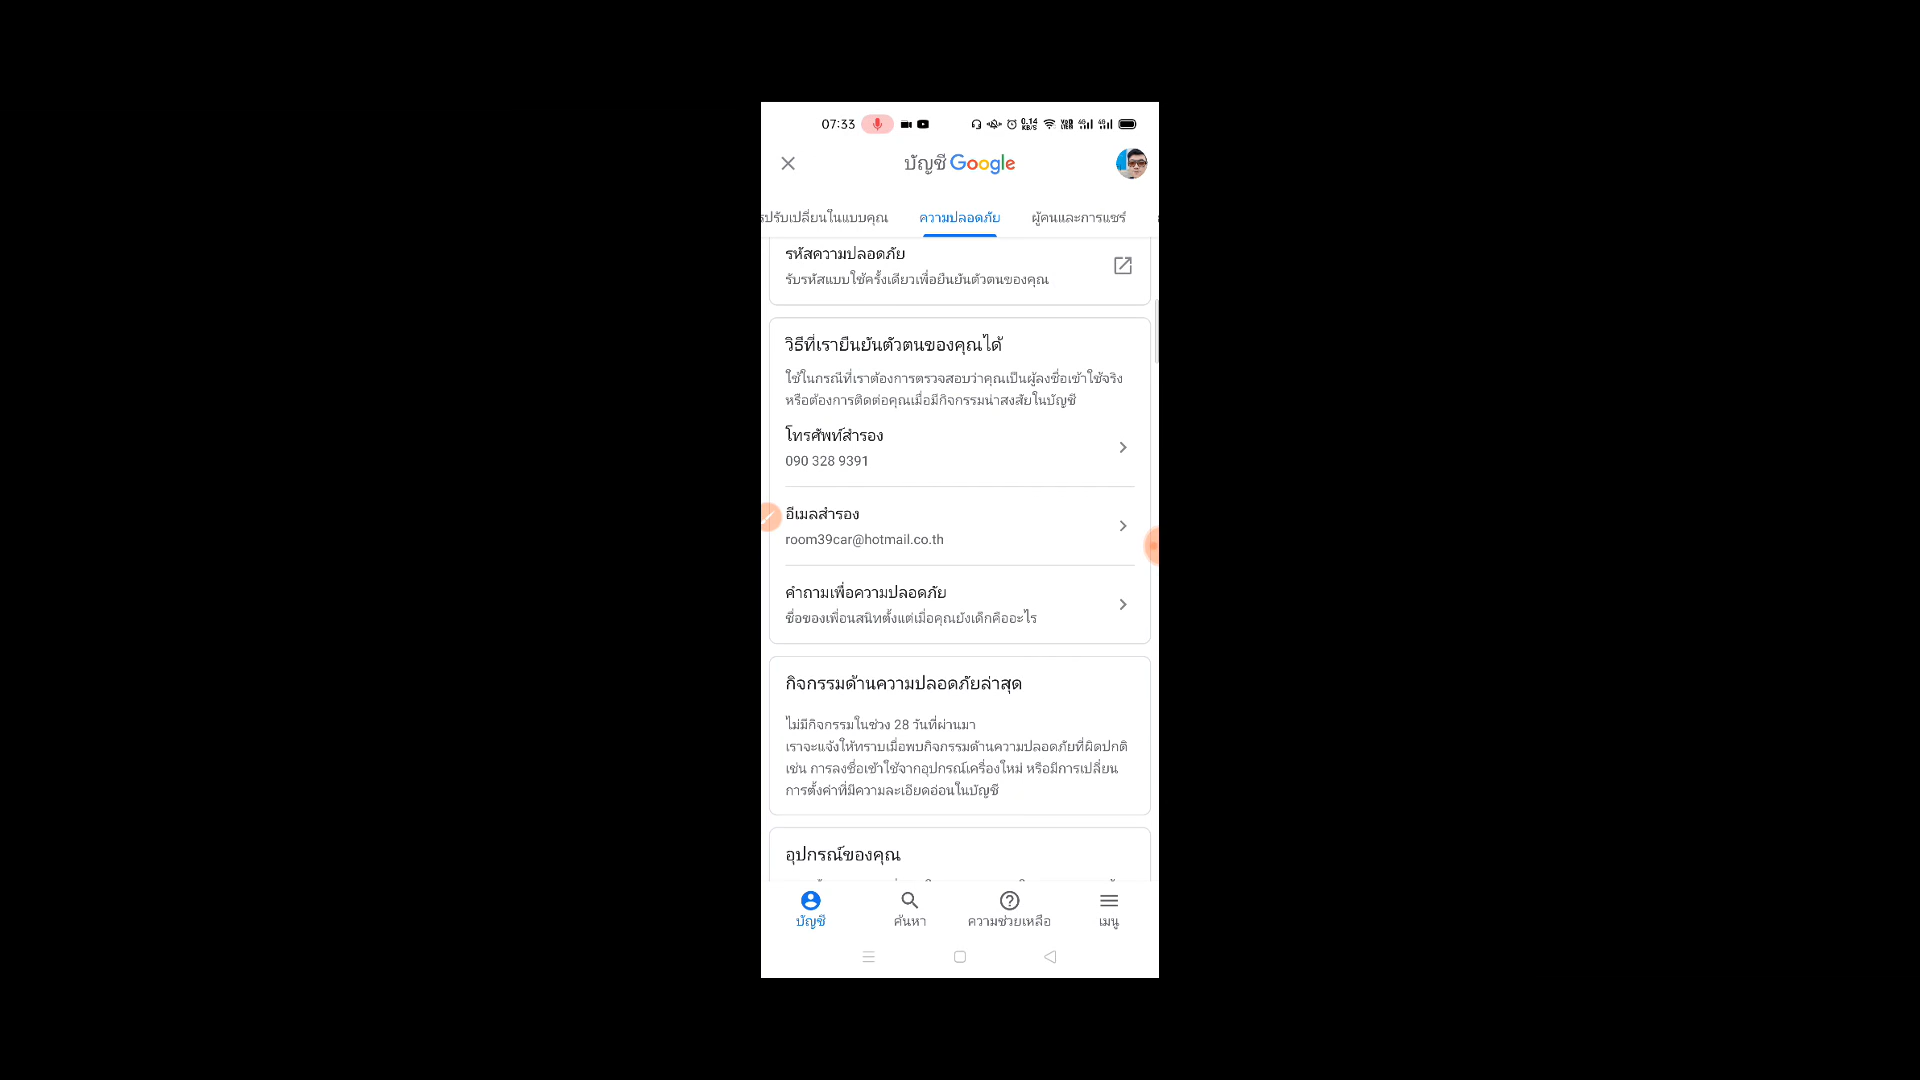 07:33
0.14 KB/S
บัญชี Google
รปรับเปลี่ยนในแบบคุณ
ความปลอดภัย
ผู้คนและการแชร์
รหัสความปลอดภัย
รับรหัสแบบใช้ครั้งเดียวเพื่อยืนยันตัวตนของคุณ
วิธีที่เรายืนยันตัวตนของคุณได้
ใช้ในกรณีที่เราต้องการตรวจสอบว่าคุณเป็นผู้ลงชื่อเข้าใช้จริง
หรือต้องการติดต่อคุณเมื่อมีกิจกรรมน่าสงสัยในบัญชี
โทรศัพท์สำรอง
090 328 9391
อีเมลสำรอง
room39car@hotmail.co.th
คำถามเพื่อความปลอดภัย
ชื่อของเพื่อนสนิทตั้งแต่เมื่อคุณยังเด็กคืออะไร
กิจกรรมด้านความปลอดภัยล่าสุด
ไม่มีกิจกรรมในช่วง 28 วันที่ผ่านมา
เราจะแจ้งให้ทราบเมื่อพบกิจกรรมด้านความปลอดภัยที่ผิดปกติ
เช่น การลงชื่อเข้าใช้จากอุปกรณ์เครื่องใหม่ หรือมีการเปลี่ยน
การตั้งค่าที่มีความละเอียดอ่อนในบัญชี
อุปกรณ์ของคุณ
บัญชี
ค้นหา
ความช่วยเหลือ
เมนู